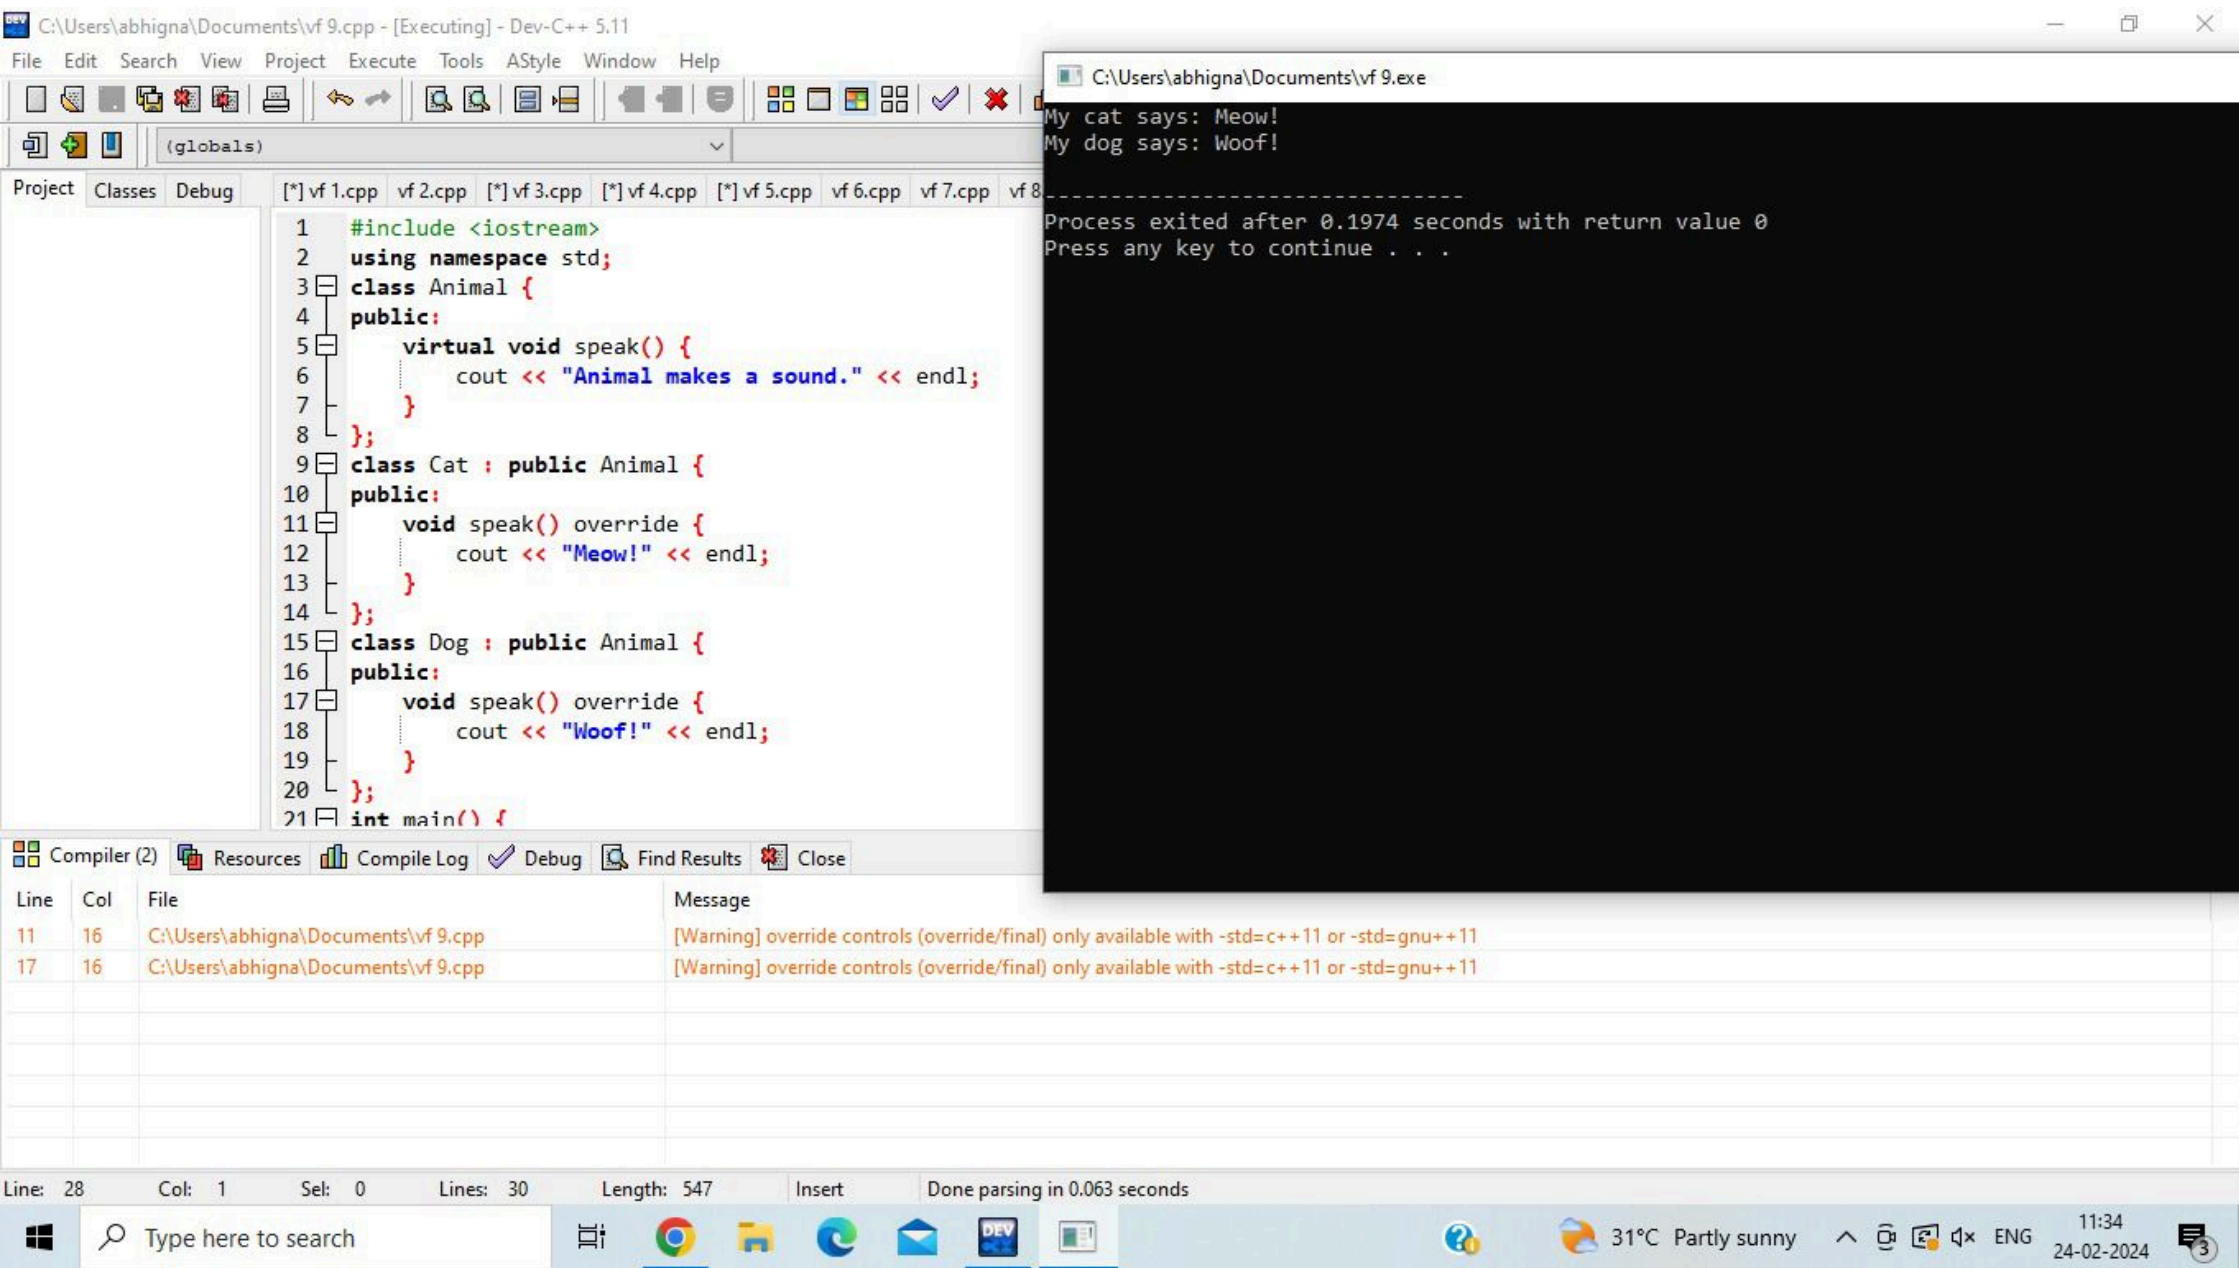 C:\Users\abhigna\Documents\vf 9.cpp - [Executing] - Dev-C++ 5.11
File Edit Search View Project Execute Tools AStyle Window Help
(globals)
Project Classes Debug
[*] vf 1.cpp vf 2.cpp [*] vf 3.cpp [*] vf 4.cpp [*] vf 5.cpp vf 6.cpp vf 7.cpp vf 8
1 #include <iostream>
2 using namespace std;
3 class Animal {
4 public:
5 virtual void speak() {
6 cout << "Animal makes a sound." << endl;
7 }
8 };
9 class Cat : public Animal {
10 public:
11 void speak() override {
12 cout << "Meow!" << endl;
13 }
14 };
15 class Dog : public Animal {
16 public:
17 void speak() override {
18 cout << "Woof!" << endl;
19 }
20 };
21 int main() {
C:\Users\abhigna\Documents\vf 9.exe
My cat says: Meow!
My dog says: Woof!
--------------------------------
Process exited after 0.1974 seconds with return value 0
Press any key to continue . . .
Compiler (2) Resources Compile Log Debug Find Results Close
Line Col File Message
11 16 C:\Users\abhigna\Documents\vf 9.cpp [Warning] override controls (override/final) only available with -std=c++11 or -std=gnu++11
17 16 C:\Users\abhigna\Documents\vf 9.cpp [Warning] override controls (override/final) only available with -std=c++11 or -std=gnu++11
Line: 28 Col: 1 Sel: 0 Lines: 30 Length: 547 Insert Done parsing in 0.063 seconds
Type here to search
DEV
31°C Partly sunny
ENG
11:34
24-02-2024
3